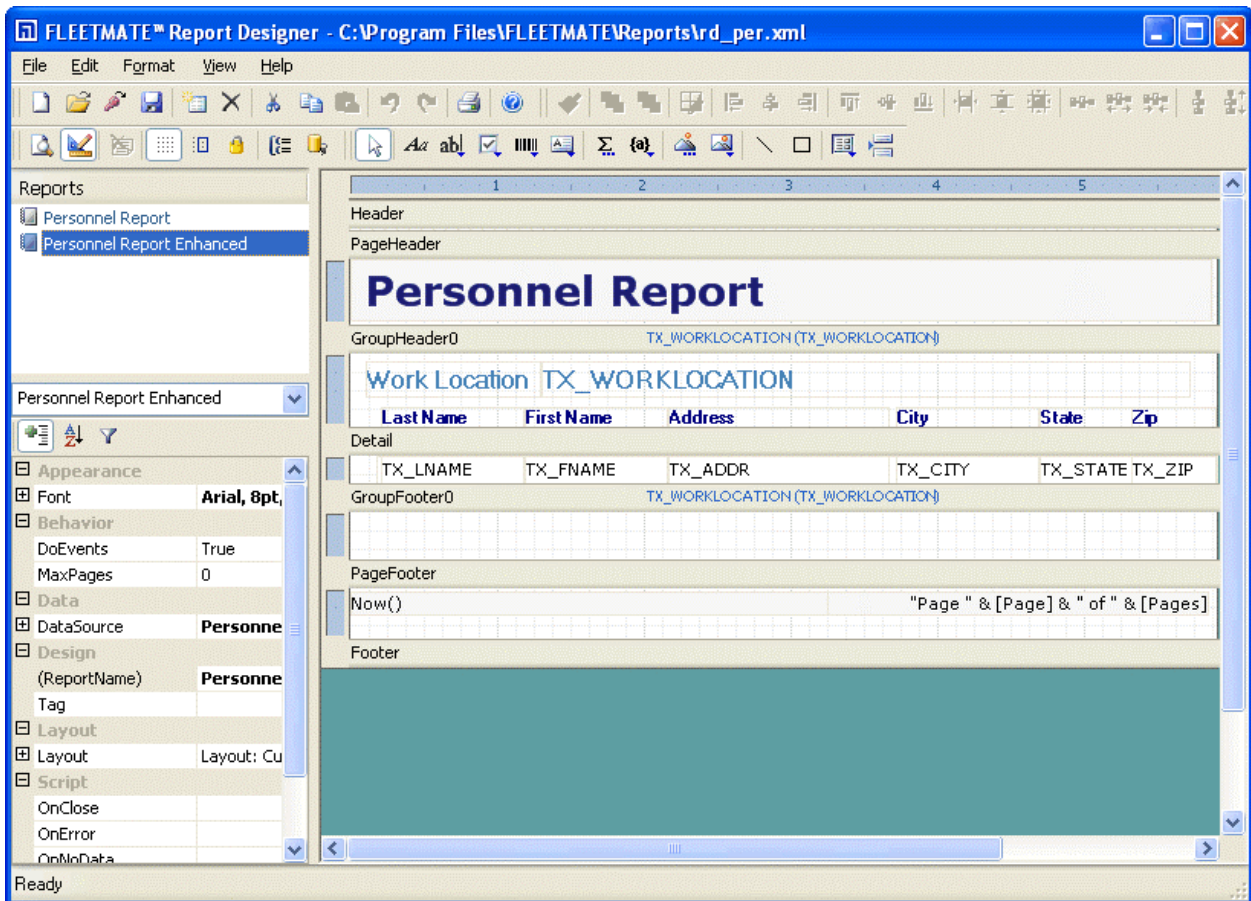 FLEETMATE™ Report Designer - C:\Program Files\FLEETMATE\Reports\rd_per.xml
File Edit Format View Help
Aa ab| Σ {a}
Reports
Personnel Report
Personnel Report Enhanced
Personnel Report Enhanced
Appearance
Font Arial, 8pt,
Behavior
DoEvents True
MaxPages 0
Data
DataSource Personne
Design
(ReportName) Personne
Tag
Layout
Layout Layout: Cu
Script
OnClose
OnError
OnNoData
1 2 3 4 5
Header
PageHeader
Personnel Report
GroupHeader0 TX_WORKLOCATION (TX_WORKLOCATION)
Work Location TX_WORKLOCATION
Last Name First Name Address City State Zip
Detail
TX_LNAME TX_FNAME TX_ADDR TX_CITY TX_STATE TX_ZIP
GroupFooter0 TX_WORKLOCATION (TX_WORKLOCATION)
PageFooter
Now() "Page " & [Page] & " of " & [Pages]
Footer
Ready